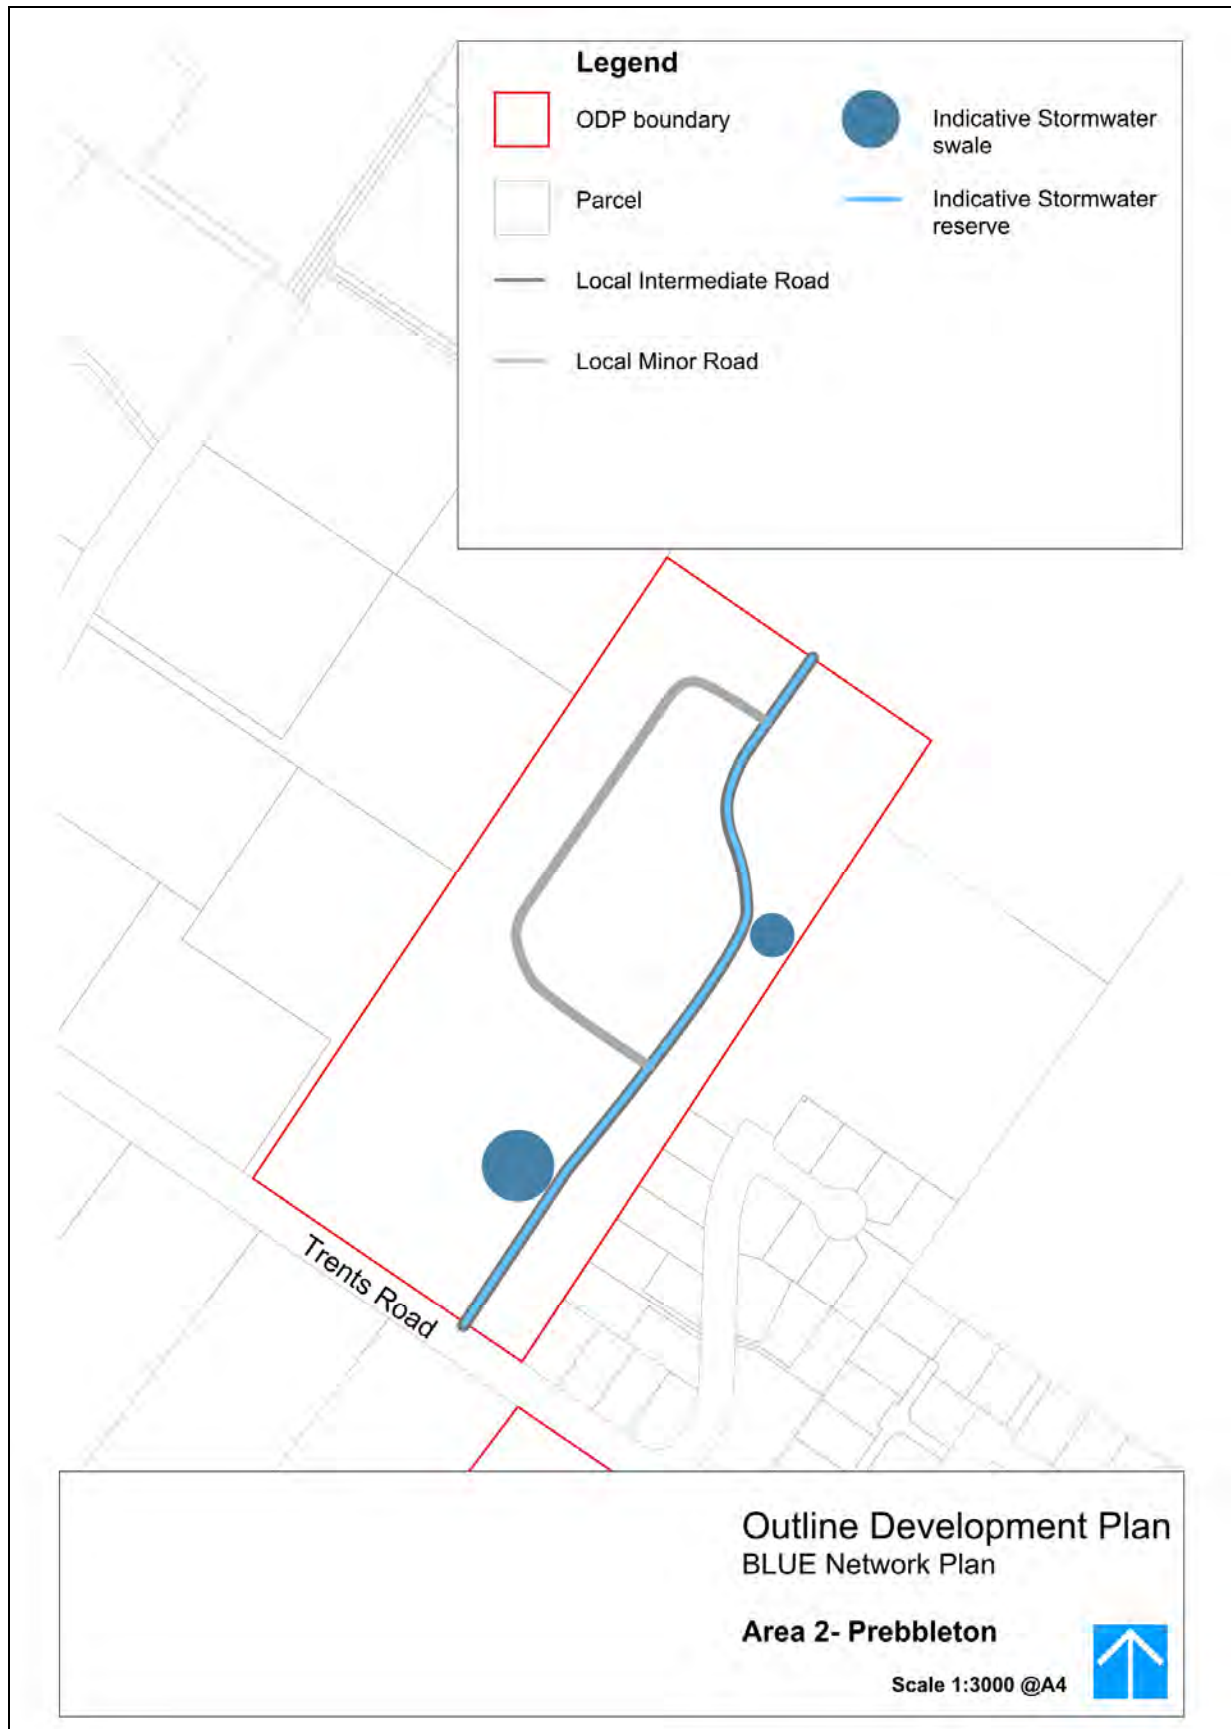 Legend
ODP boundary
Parcel
Local Intermediate Road
Local Minor Road
Indicative Stormwater
swale
Indicative Stormwater
reserve
Trents Road
Outline Development Plan
BLUE Network Plan
Area 2- Prebbleton
Scale 1:3000 @A4